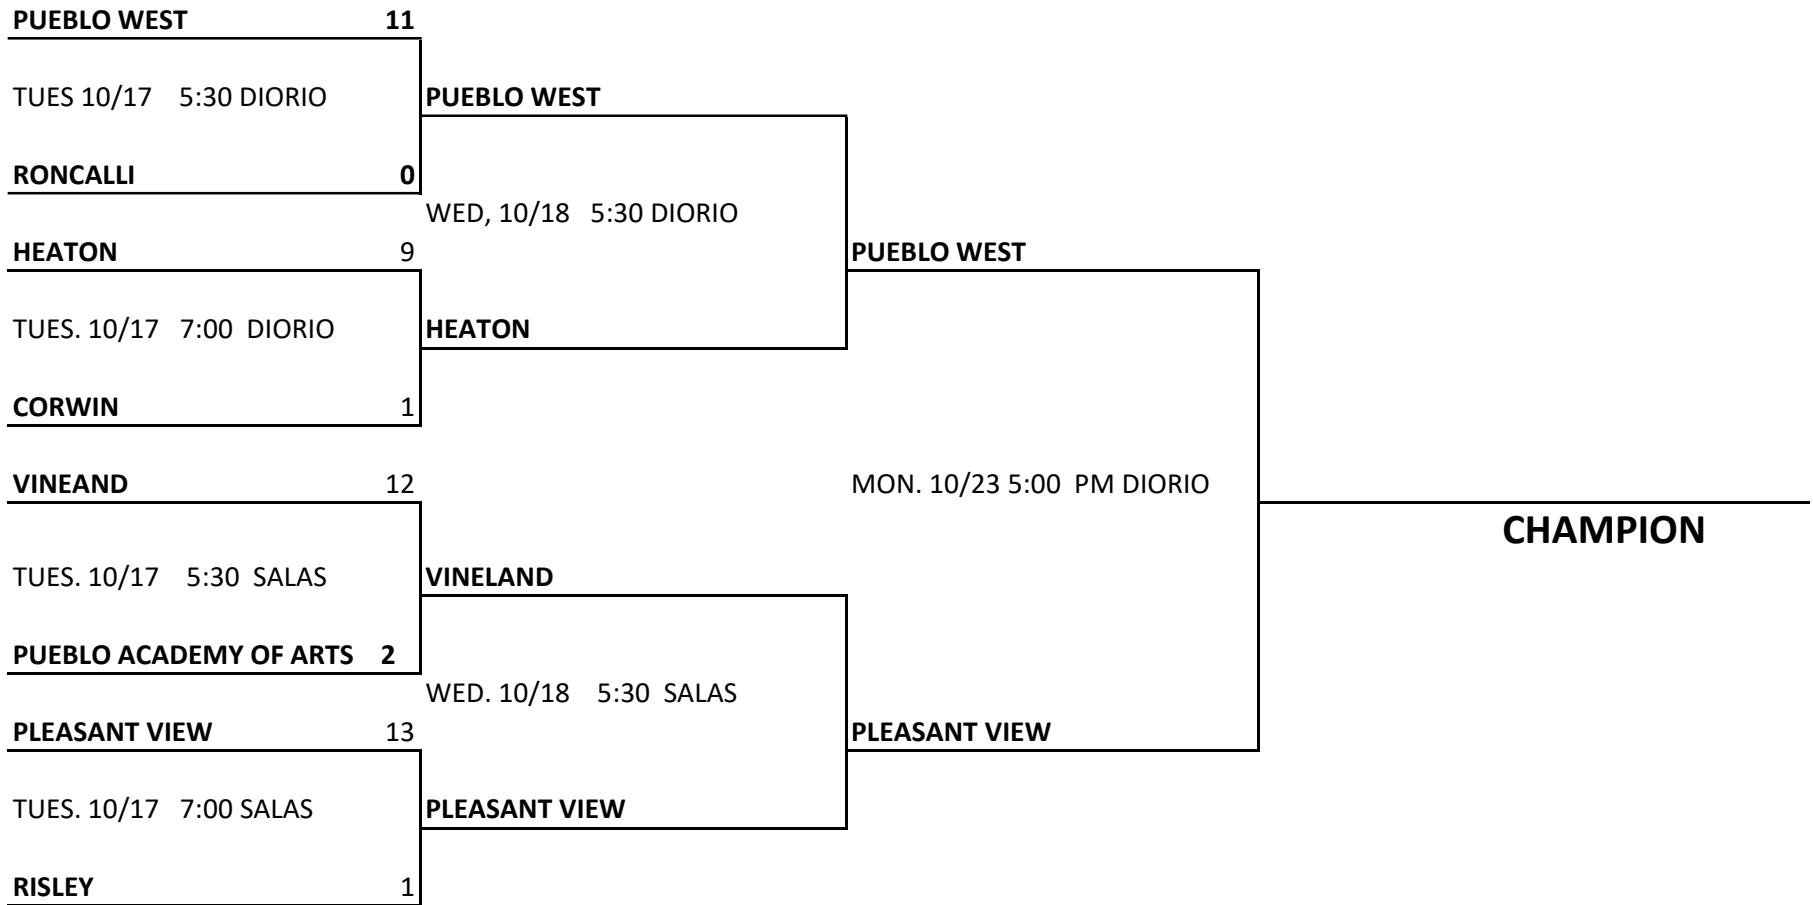 PUEBLO WEST 11
TUES 10/17 5:30 DIORIO
PUEBLO WEST
RONCALLI 0
WED, 10/18 5:30 DIORIO
HEATON 9
PUEBLO WEST
TUES. 10/17 7:00 DIORIO
HEATON
CORWIN 1
VINEAND 12
MON. 10/23 5:00 PM DIORIO
CHAMPION
TUES. 10/17 5:30 SALAS
VINELAND
PUEBLO ACADEMY OF ARTS 2
WED. 10/18 5:30 SALAS
PLEASANT VIEW 13
PLEASANT VIEW
TUES. 10/17 7:00 SALAS
PLEASANT VIEW
RISLEY 1